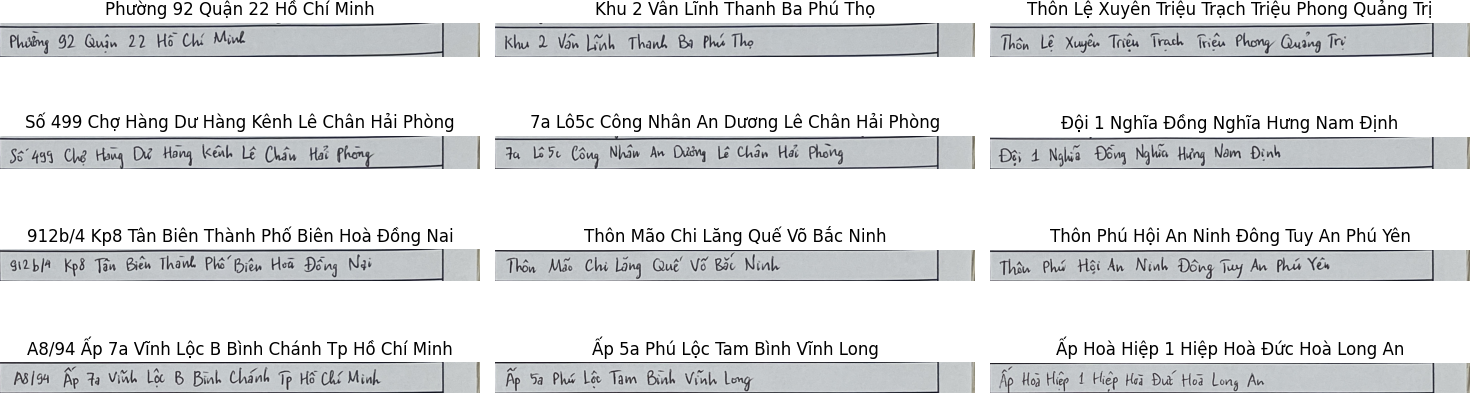 Phường 92 Quận 22 Hồ Chí Minh
Phường 92 Quận 22 Hồ Chí Minh
Khu 2 Vân Lĩnh Thanh Ba Phú Thọ
Khu 2 Vân Lĩnh Thanh Ba Phú Thọ
Thôn Lệ Xuyên Triệu Trạch Triệu Phong Quảng Trị
Thôn Lệ Xuyên Triệu Trạch Triệu Phong Quảng Trị
Số 499 Chợ Hàng Dư Hàng Kênh Lê Chân Hải Phòng
Số 499 Chợ Hàng Dư Hàng Kênh Lê Chân Hải Phòng
7a Lô5c Công Nhân An Dương Lê Chân Hải Phòng
7a Lô 5c Công Nhân An Dương Lê Chân Hải Phòng
Đội 1 Nghĩa Đồng Nghĩa Hưng Nam Định
Đội 1 Nghĩa Đồng Nghĩa Hưng Nam Định
912b/4 Kp8 Tân Biên Thành Phố Biên Hoà Đồng Nai
912b/4 Kp8 Tân Biên Thành Phố Biên Hoà Đồng Nai
Thôn Mão Chi Lăng Quế Võ Bắc Ninh
Thôn Mão Chi Lăng Quế Võ Bắc Ninh
Thôn Phú Hội An Ninh Đông Tuy An Phú Yên
Thôn Phú Hội An Ninh Đông Tuy An Phú Yên
A8/94 Ấp 7a Vĩnh Lộc B Bình Chánh Tp Hồ Chí Minh
A8/94 Ấp 7a Vĩnh Lộc B Bình Chánh Tp Hồ Chí Minh
Ấp 5a Phú Lộc Tam Bình Vĩnh Long
Ấp 5a Phú Lộc Tam Bình Vĩnh Long
Ấp Hoà Hiệp 1 Hiệp Hoà Đức Hoà Long An
Ấp Hoà Hiệp 1 Hiệp Hoà Đức Hoà Long An